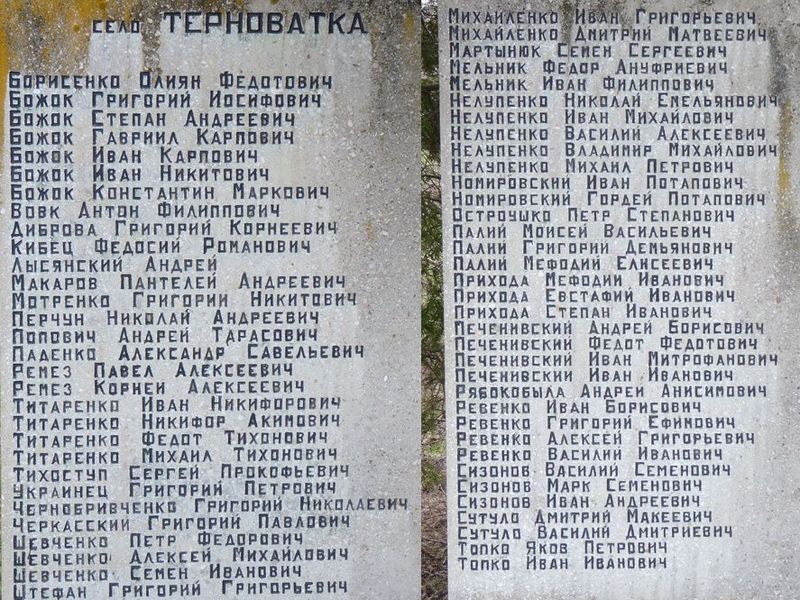 село ТЕРНОВАТКА
Борисенко Олиян Федотович
Божок Григорий Иосифович
Божок Степан Андреевич
Божок Гавриил Карпович
Божок Иван Карпович
Божок Иван Никитович
Божок Константин Маркович
Вовк Антон Филиппович
Диброва Григорий Корнеевич
Кибец Федосий Романович
Лысянский Андрей
Макаров Пантелей Андреевич
Мотренко Григорий Никитович
Перчун Николай Андреевич
Попович Андрей Тарасович
Паденко Александр Савельевич
Ремез Павел Алексеевич
Ремез Корней Алексеевич
Титаренко Иван Никифорович
Титаренко Никифор Акимович
Титаренко Федот Тихонович
Титаренко Михаил Тихонович
Тихоступ Сергей Прокофьевич
Украинец Григорий Петрович
Чернобривченко Григорий Николаевич
Черкасский Григорий Павлович
Шевченко Петр Федорович
Шевченко Алексей Михайлович
Шевченко Семен Иванович
Штефан Григорий Григорьевич
Михайленко Иван Григорьевич
Михайленко Дмитрий Матвеевич
Мартынюк Семен Сергеевич
Мельник Федор Ануфриевич
Мельник Иван Филиппович
Нелупенко Николай Емельянович
Нелупенко Иван Михайлович
Нелупенко Василий Алексеевич
Нелупенко Владимир Михайлович
Нелупенко Михаил Петрович
Номировский Иван Потапович
Номировский Гордей Потапович
Остроушко Петр Степанович
Палий Моисей Васильевич
Палий Григорий Демьянович
Палий Мефодий Елисеевич
Прихода Мефодий Иванович
Прихода Евстафий Иванович
Прихода Степан Иванович
Печенивский Андрей Борисович
Печенивский Федот Федотович
Печенивский Иван Митрофанович
Печенивский Иван Иванович
Рябокобыла Андрей Анисимович
Ревенко Иван Борисович
Ревенко Григорий Ефимович
Ревенко Алексей Григорьевич
Ревенко Василий Иванович
Сизонов Василий Семенович
Сизонов Марк Семенович
Сизонов Иван Андреевич
Сутуло Дмитрий Макеевич
Сутуло Василий Дмитриевич
Топко Яков Петрович
Топко Иван Иванович